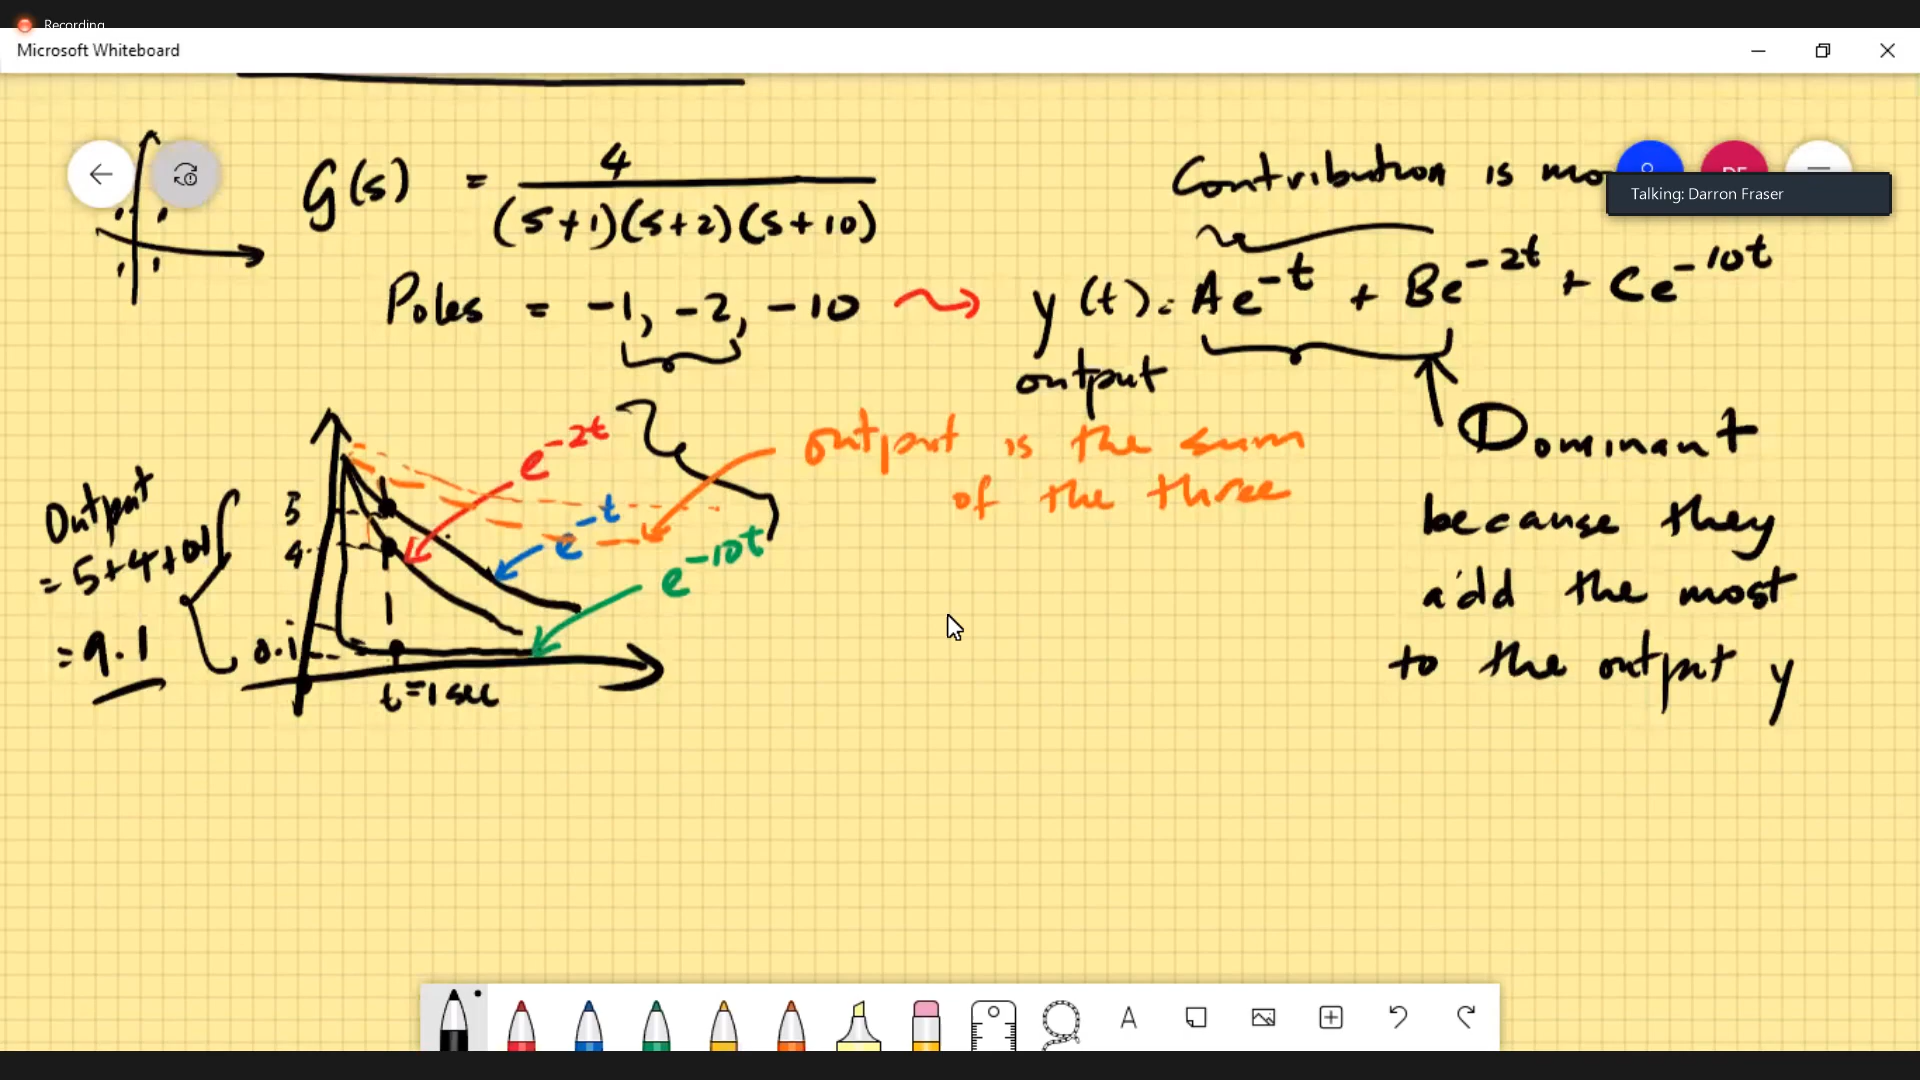 Recording
Microsoft Whiteboard
G(s) = 4 / (s+1)(s+2)(s+10)
Contribution is mo
Talking: Darron Fraser
Poles = -1, -2, -10
y(t) = Ae^-t + Be^-2t + Ce^-10t
output
Dominant
because they
add the most
to the output y
output is the sum
of the three
e^-2t
e^-t
e^-10t
Output
= 5+4+0.1
= 9.1
5
4
0.1
t=1sec
A